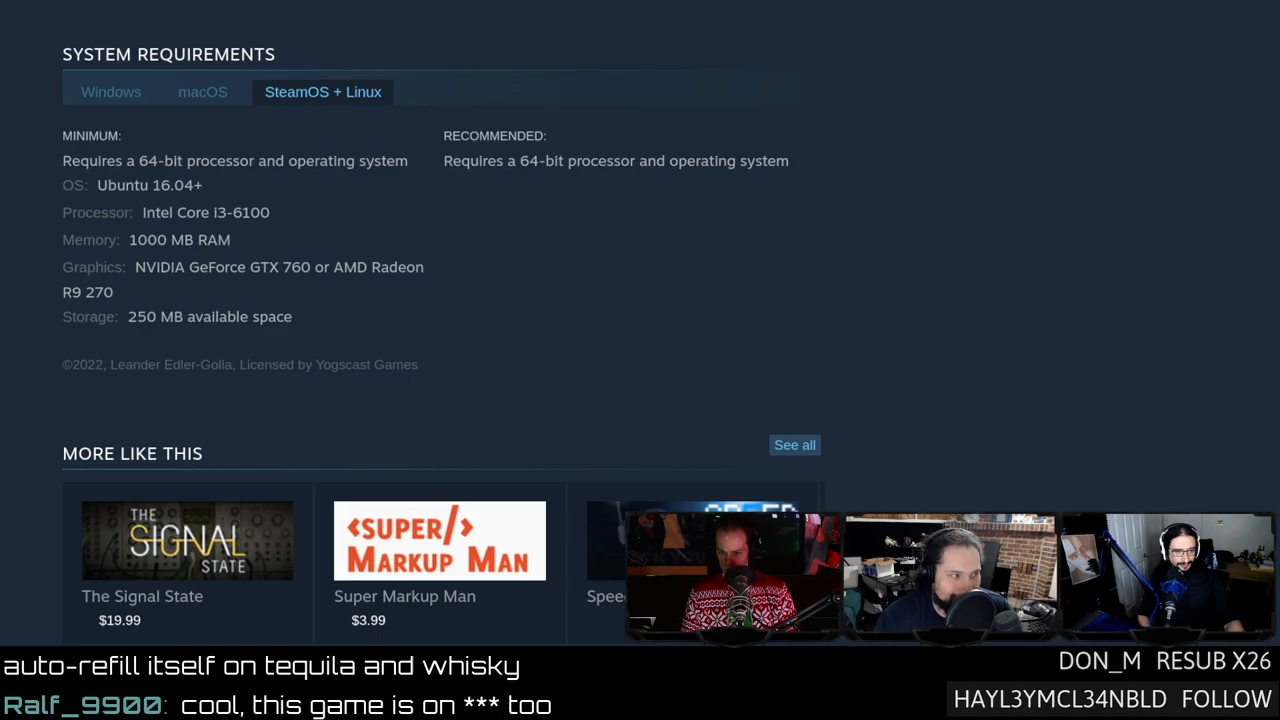 SYSTEM REQUIREMENTS
Windows macOS SteamOS + Linux
MINIMUM:
Requires a 64-bit processor and operating system
OS: Ubuntu 16.04+
Processor: Intel Core i3-6100
Memory: 1000 MB RAM
Graphics: NVIDIA GeForce GTX 760 or AMD Radeon
R9 270
Storage: 250 MB available space
RECOMMENDED:
Requires a 64-bit processor and operating system
©2022, Leander Edler-Golla, Licensed by Yogscast Games
MORE LIKE THIS
See all
THE
SIGNAL
STATE
The Signal State
$19.99
<SUPER/>
MARKUP MAN
Super Markup Man
$3.99
auto-refill itself on tequila and whisky
Ralf_9900: cool, this game is on *** too
DON_M RESUB X26
HAYL3YMCL34NBLD FOLLOW